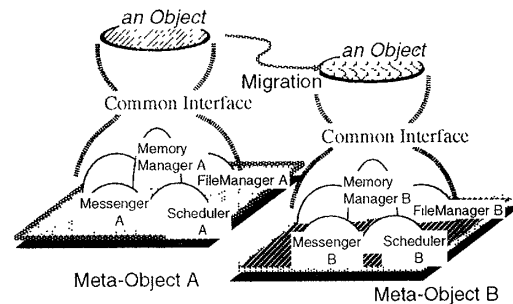 an Object
an Object
Migration
Common Interface
Common Interface
Memory
Manager A
FileManager A
Messenger
A
Scheduler
A
Memory
Manager B
FileManager B
Messenger
B
Scheduler
B
Meta-Object A
Meta-Object B